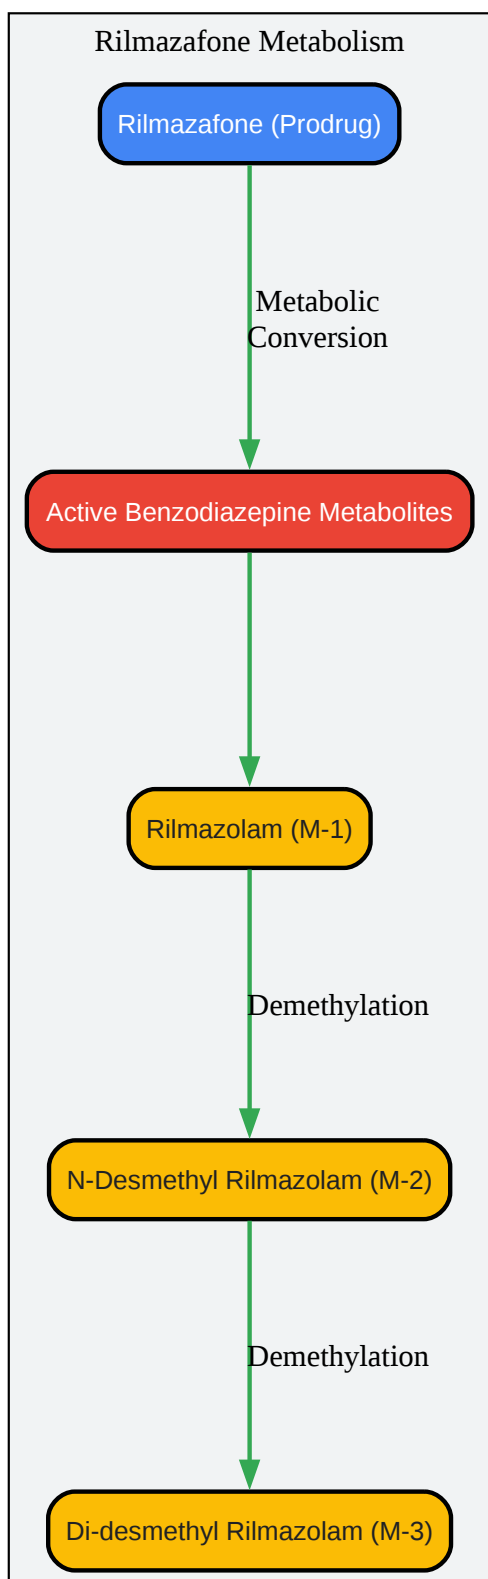 Rilmazafone Metabolism
Rilmazafone (Prodrug)
Metabolic
Conversion
Active Benzodiazepine Metabolites
Rilmazolam (M-1)
Demethylation
N-Desmethyl Rilmazolam (M-2)
Demethylation
Di-desmethyl Rilmazolam (M-3)